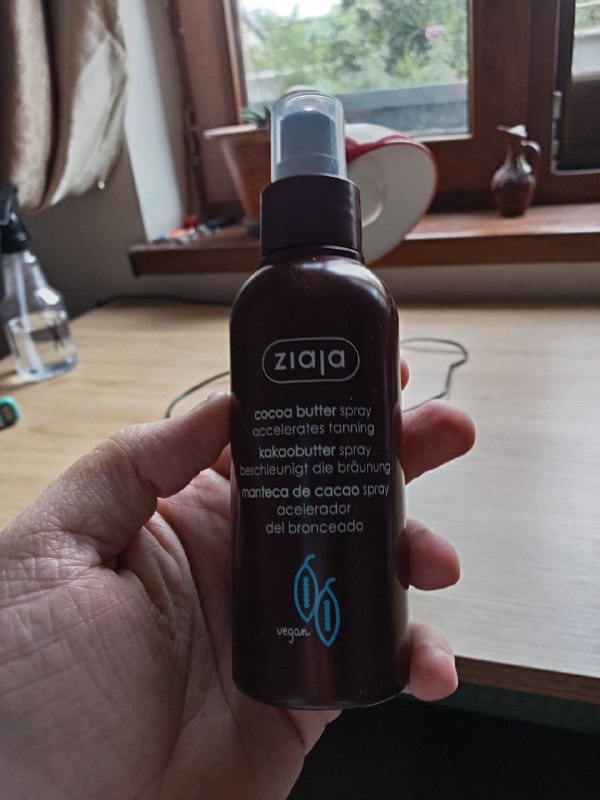 ziaja
cocoa butter spray
accelerates tanning
kakaobutter spray
beschleunigt die bräunung
manteca de cacao spray
acelerador
del bronceado
vegan